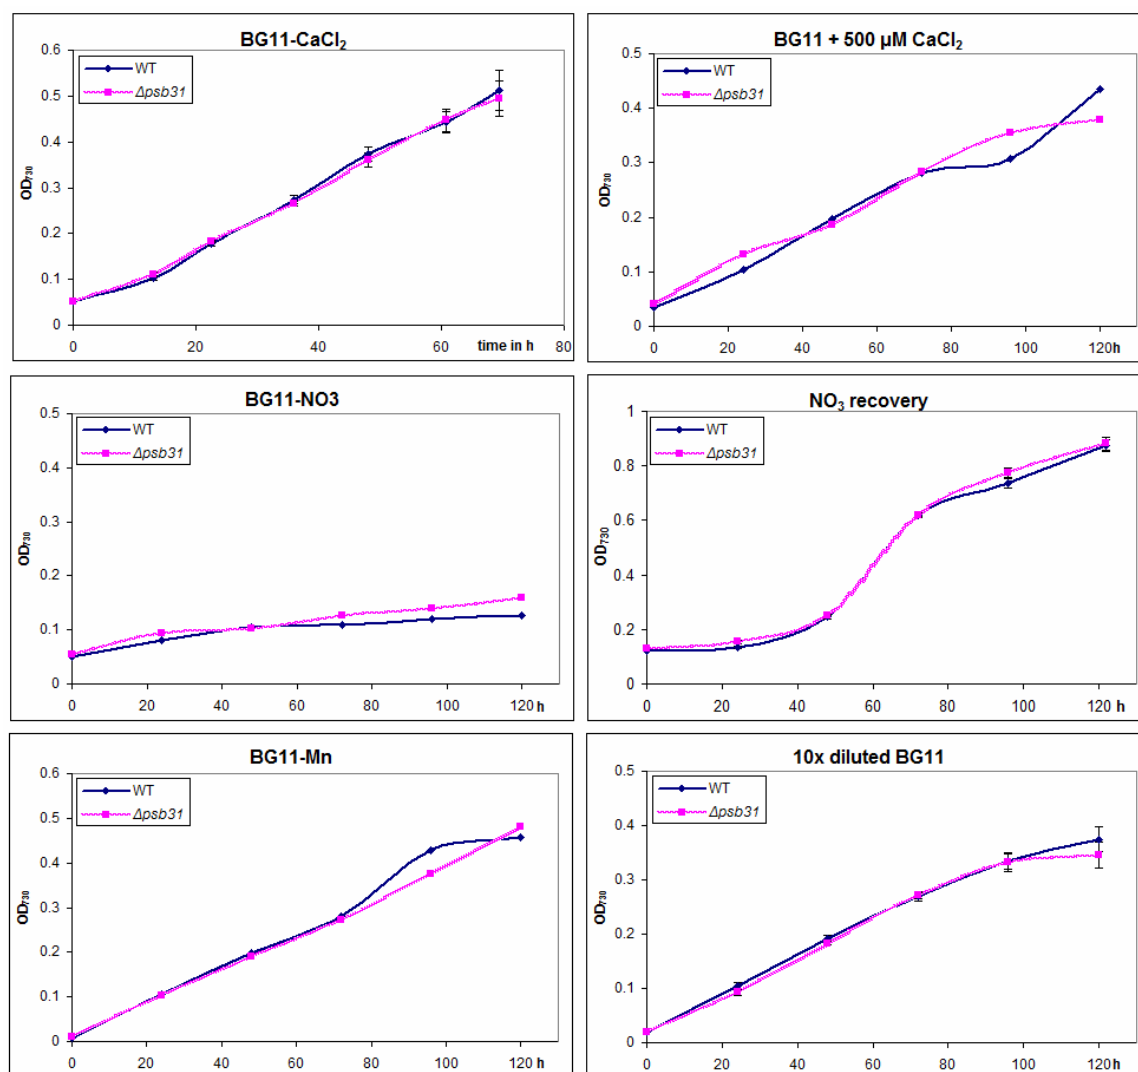 BG11-CaCl₂
WT
Δpsb31
OD₇₃₀
0.6
0.5
0.4
0.3
0.2
0.1
0
0 20 40 60 time in h 80
BG11 + 500 µM CaCl₂
WT
Δpsb31
OD₇₃₀
0.5
0.4
0.3
0.2
0.1
0
0 20 40 60 80 100 120h
BG11-NO3
WT
Δpsb31
OD₇₃₀
0.5
0.4
0.3
0.2
0.1
0
0 20 40 60 80 100 120 h
NO₃ recovery
WT
Δpsb31
OD₇₃₀
1
0.8
0.6
0.4
0.2
0
0 20 40 60 80 100 120 h
BG11-Mn
WT
Δpsb31
OD₇₃₀
0.6
0.5
0.4
0.3
0.2
0.1
0
0 20 40 60 80 100 120 h
10x diluted BG11
WT
Δpsb31
OD₇₃₀
0.5
0.4
0.3
0.2
0.1
0
0 20 40 60 80 100 120h